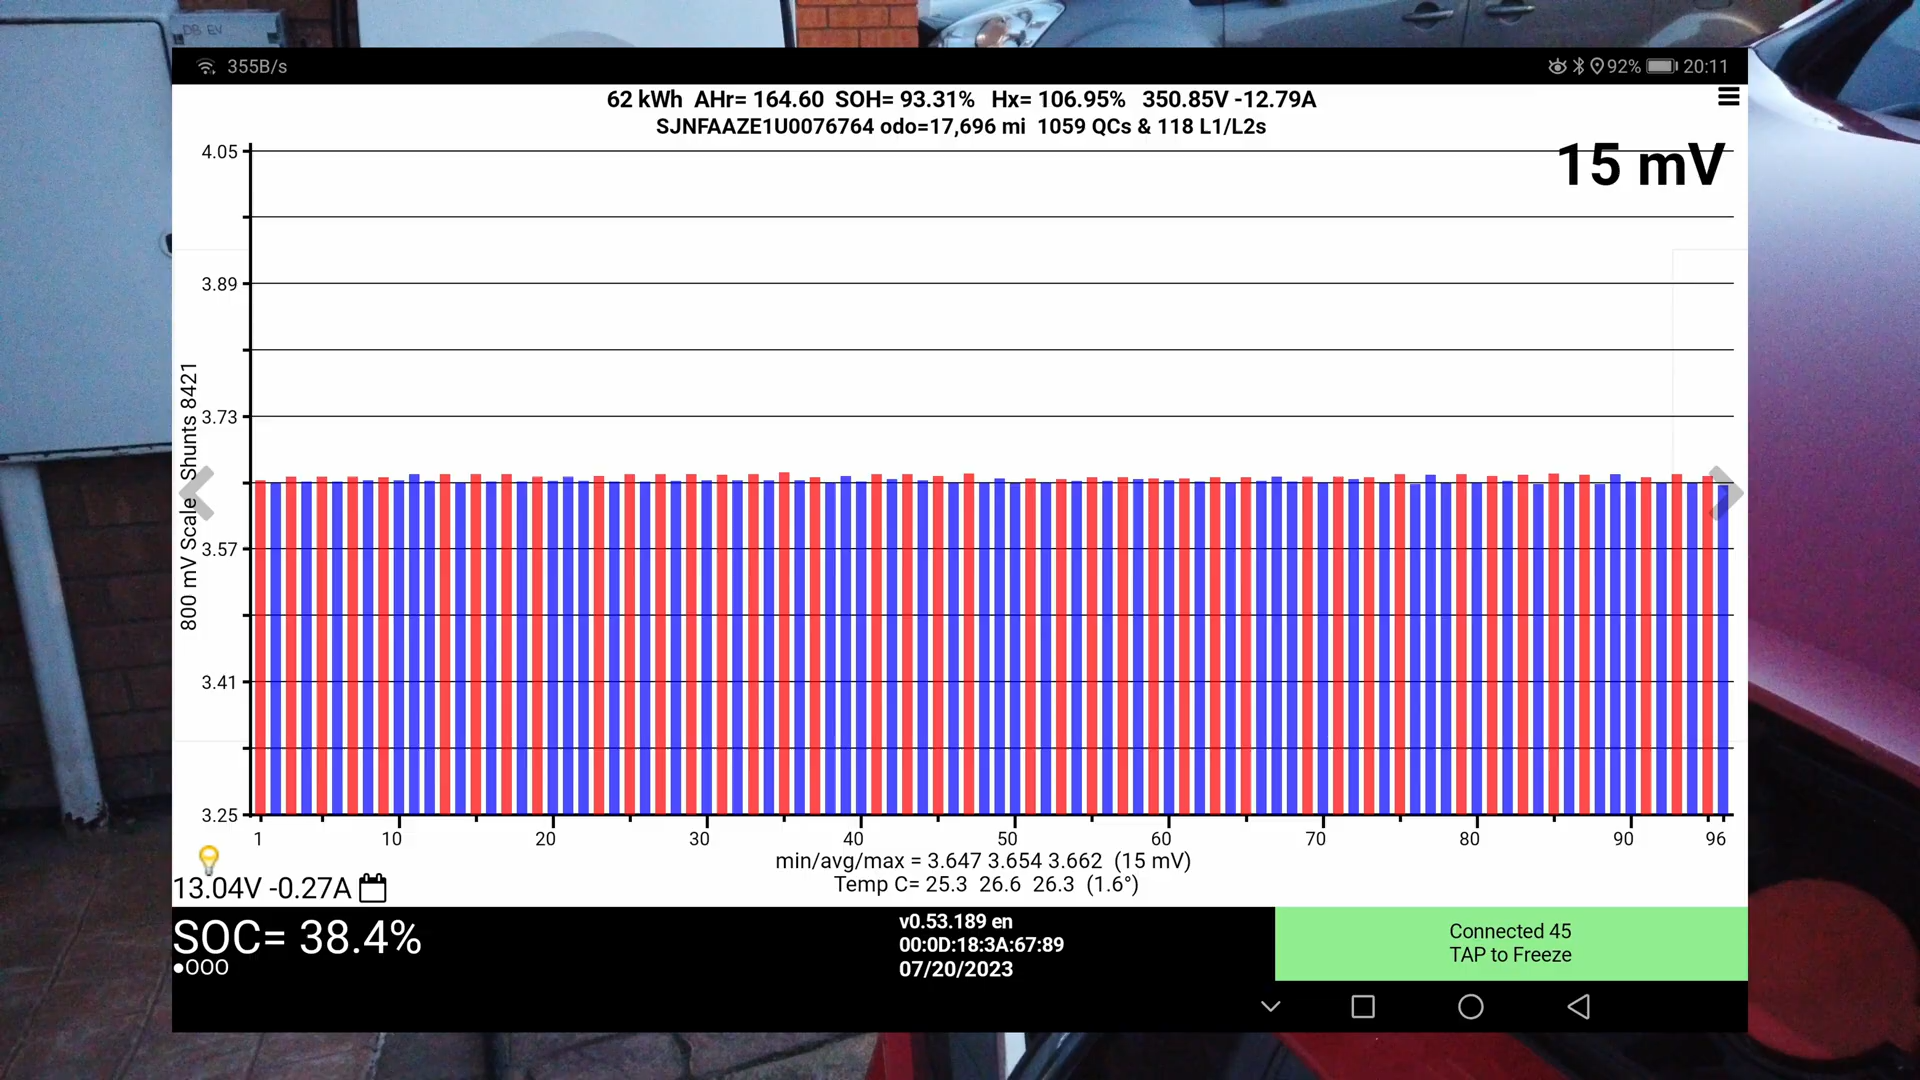 DB EV
355B/s
92% 20:11
62 kWh AHr= 164.60 SOH= 93.31% Hx= 106.95% 350.85V -12.79A
SJNFAAZE1U0076764 odo=17,696 mi 1059 QCs & 118 L1/L2s
15 mV
4.05
3.89
3.73
3.57
3.41
3.25
800 mV Scale Shunts 8421
1 10 20 30 40 50 60 70 80 90 96
min/avg/max = 3.647 3.654 3.662 (15 mV)
Temp C= 25.3 26.6 26.3 (1.6°)
13.04V -0.27A
SOC= 38.4%
v0.53.189 en
00:0D:18:3A:67:89
07/20/2023
Connected 45
TAP to Freeze